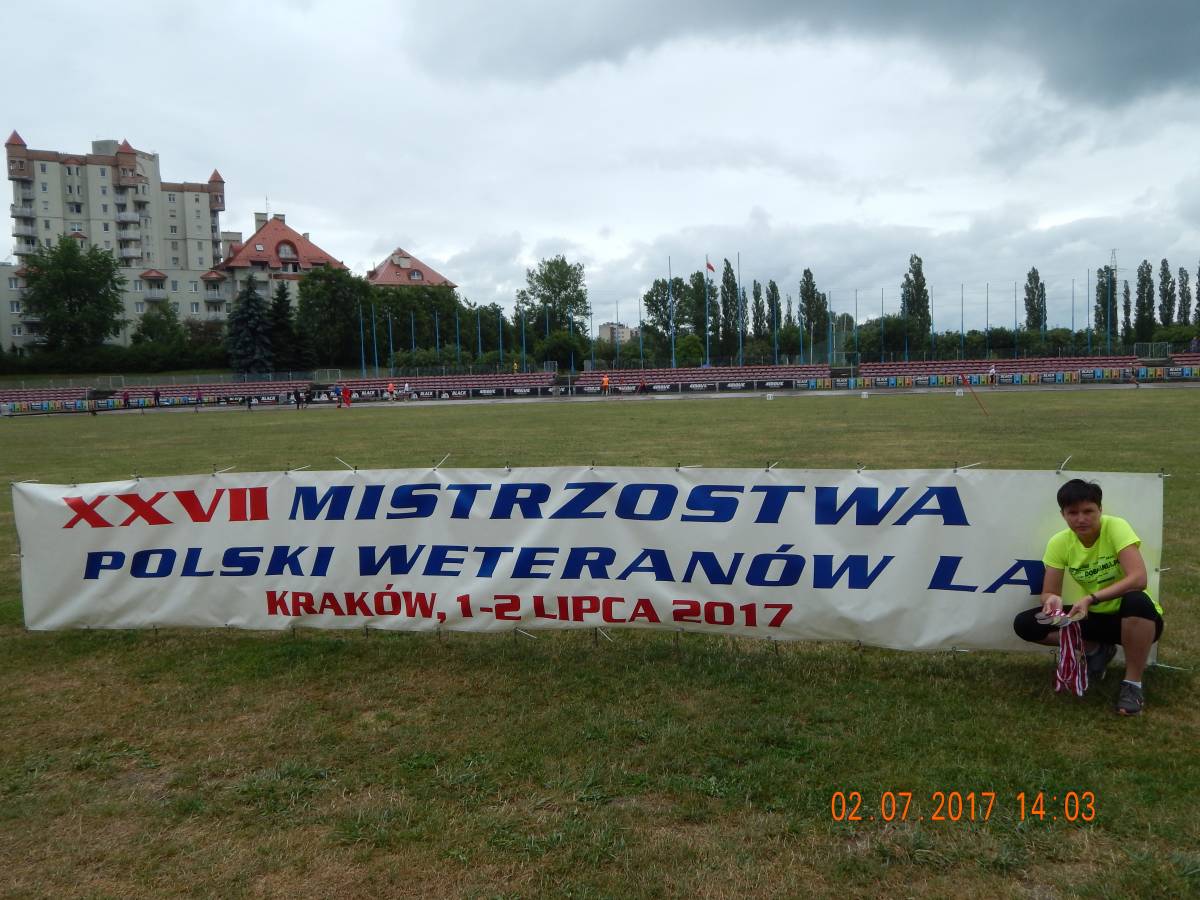 XXVII MISTRZOSTWA
POLSKI WETERANÓW LA
KRAKÓW, 1-2 LIPCA 2017
02.07.2017 14:03